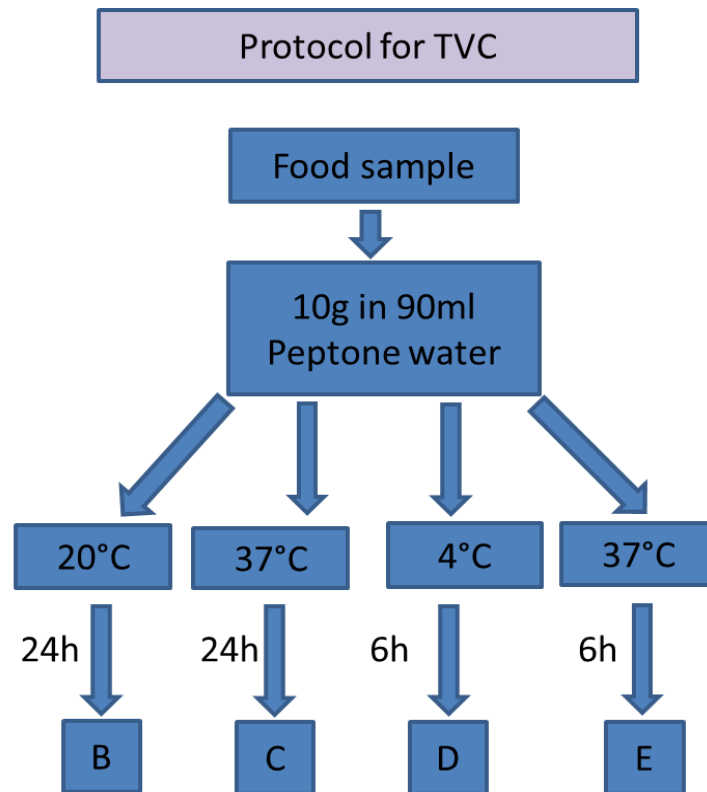 Protocol for TVC
Food sample
10g in 90ml
Peptone water
20°C
37°C
4°C
37°C
24h
24h
6h
6h
B
C
D
E